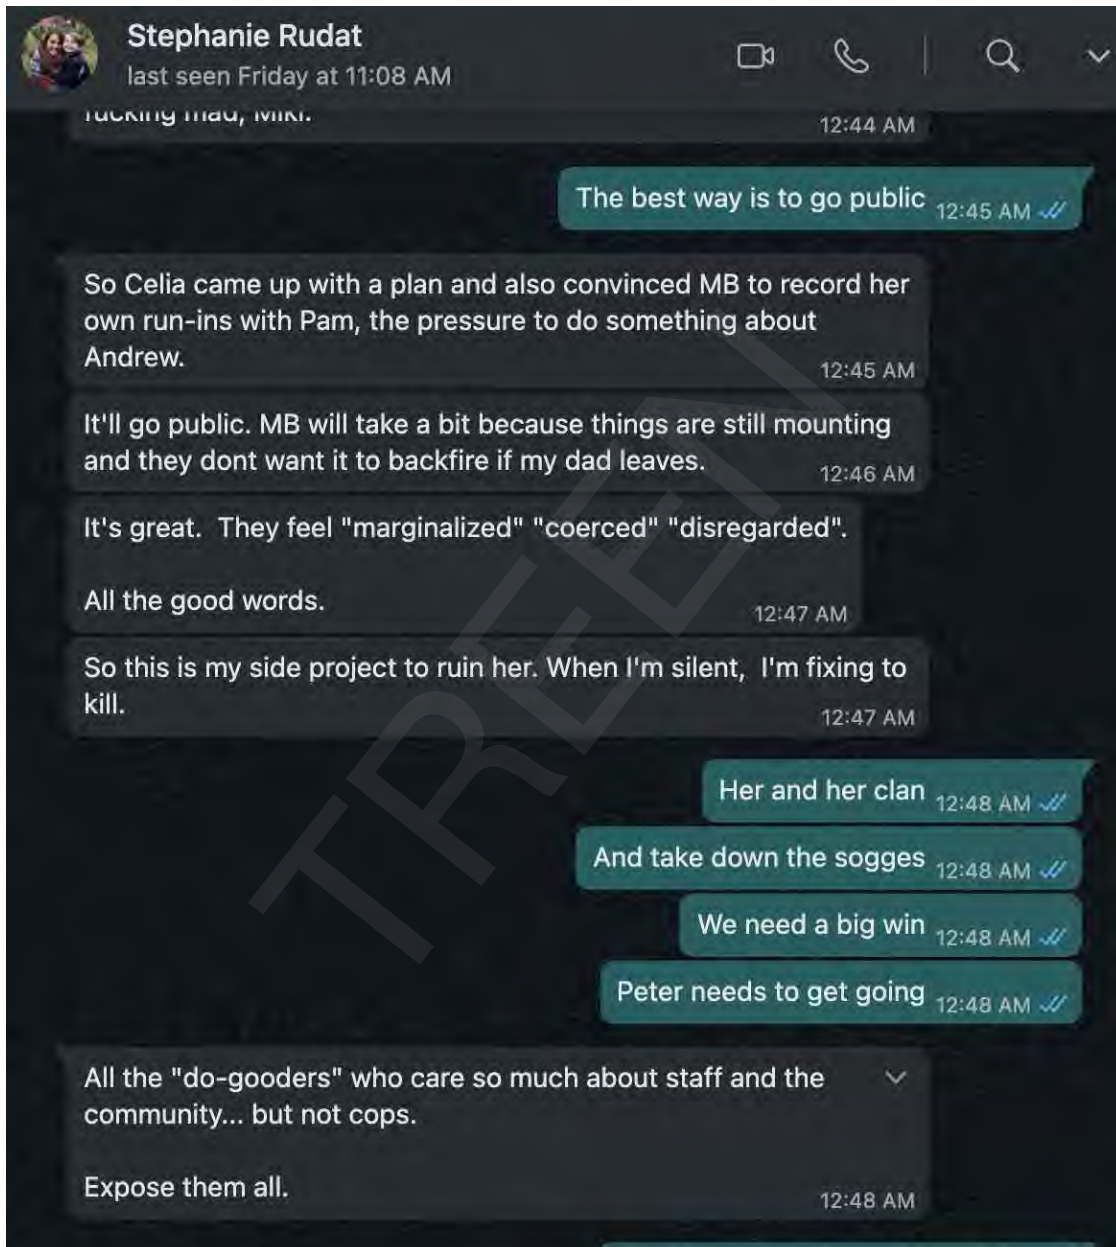 Stephanie Rudat
last seen Friday at 11:08 AM
fucking mad, Miki.
12:44 AM
The best way is to go public 12:45 AM
So Celia came up with a plan and also convinced MB to record her
own run-ins with Pam, the pressure to do something about
Andrew.
12:45 AM
It'll go public. MB will take a bit because things are still mounting
and they dont want it to backfire if my dad leaves.
12:46 AM
It's great.  They feel "marginalized" "coerced" "disregarded".
All the good words.
12:47 AM
So this is my side project to ruin her. When I'm silent,  I'm fixing to
kill.
12:47 AM
Her and her clan 12:48 AM
And take down the sogges 12:48 AM
We need a big win 12:48 AM
Peter needs to get going 12:48 AM
All the "do-gooders" who care so much about staff and the
community... but not cops.
Expose them all.
12:48 AM
TREEN